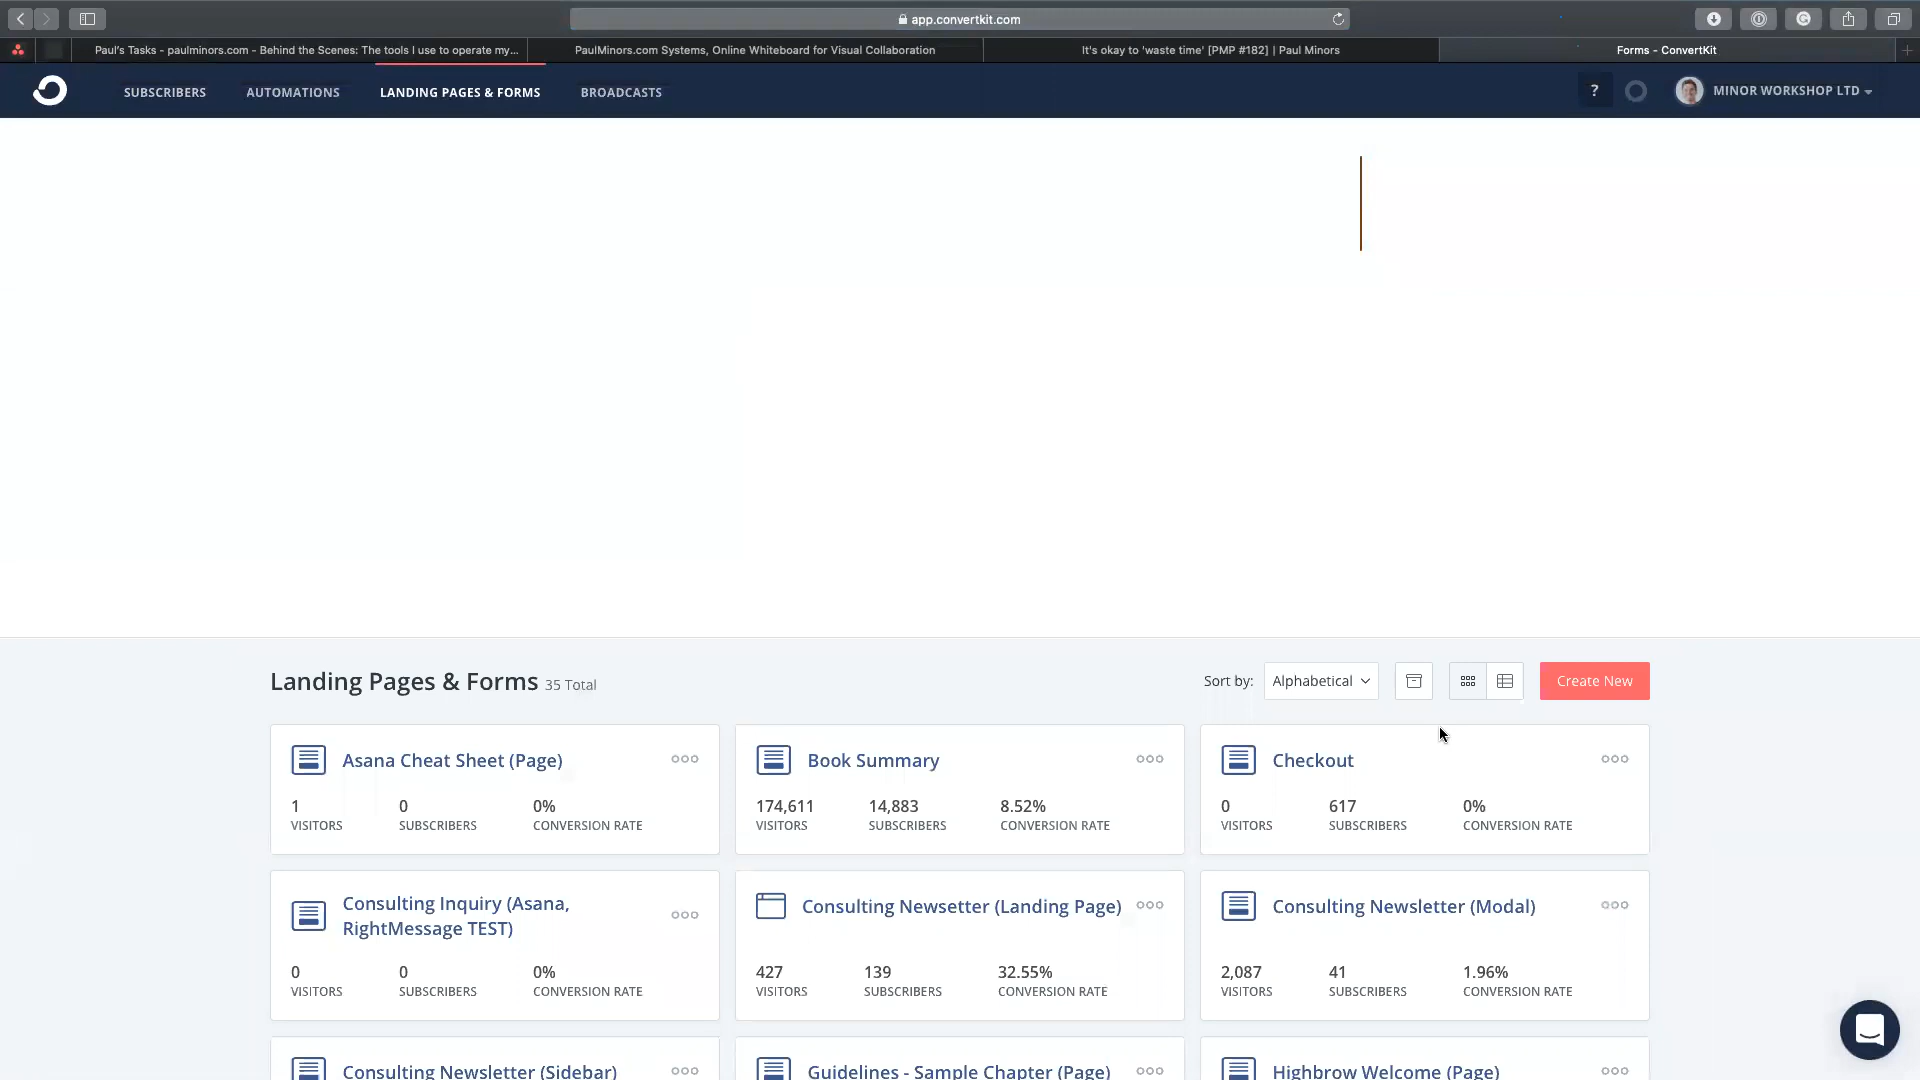 app.convertkit.com
Paul's Tasks - paulminors.com - Behind the Scenes: The tools I use to operate my...
PaulMinors.com Systems, Online Whiteboard for Visual Collaboration
It's okay to 'waste time' [PMP #182] | Paul Minors
Forms - ConvertKit
SUBSCRIBERS
AUTOMATIONS
LANDING PAGES & FORMS
BROADCASTS
?
MINOR WORKSHOP LTD
Landing Pages & Forms 35 Total
Sort by:
Alphabetical
Create New
Asana Cheat Sheet (Page)
1
0
0%
VISITORS
SUBSCRIBERS
CONVERSION RATE
Book Summary
174,611
14,883
8.52%
VISITORS
SUBSCRIBERS
CONVERSION RATE
Checkout
0
617
0%
VISITORS
SUBSCRIBERS
CONVERSION RATE
Consulting Inquiry (Asana,
RightMessage TEST)
0
0
0%
VISITORS
SUBSCRIBERS
CONVERSION RATE
Consulting Newsetter (Landing Page)
427
139
32.55%
VISITORS
SUBSCRIBERS
CONVERSION RATE
Consulting Newsletter (Modal)
2,087
41
1.96%
VISITORS
SUBSCRIBERS
CONVERSION RATE
Consulting Newsletter (Sidebar)
Guidelines - Sample Chapter (Page)
Highbrow Welcome (Page)